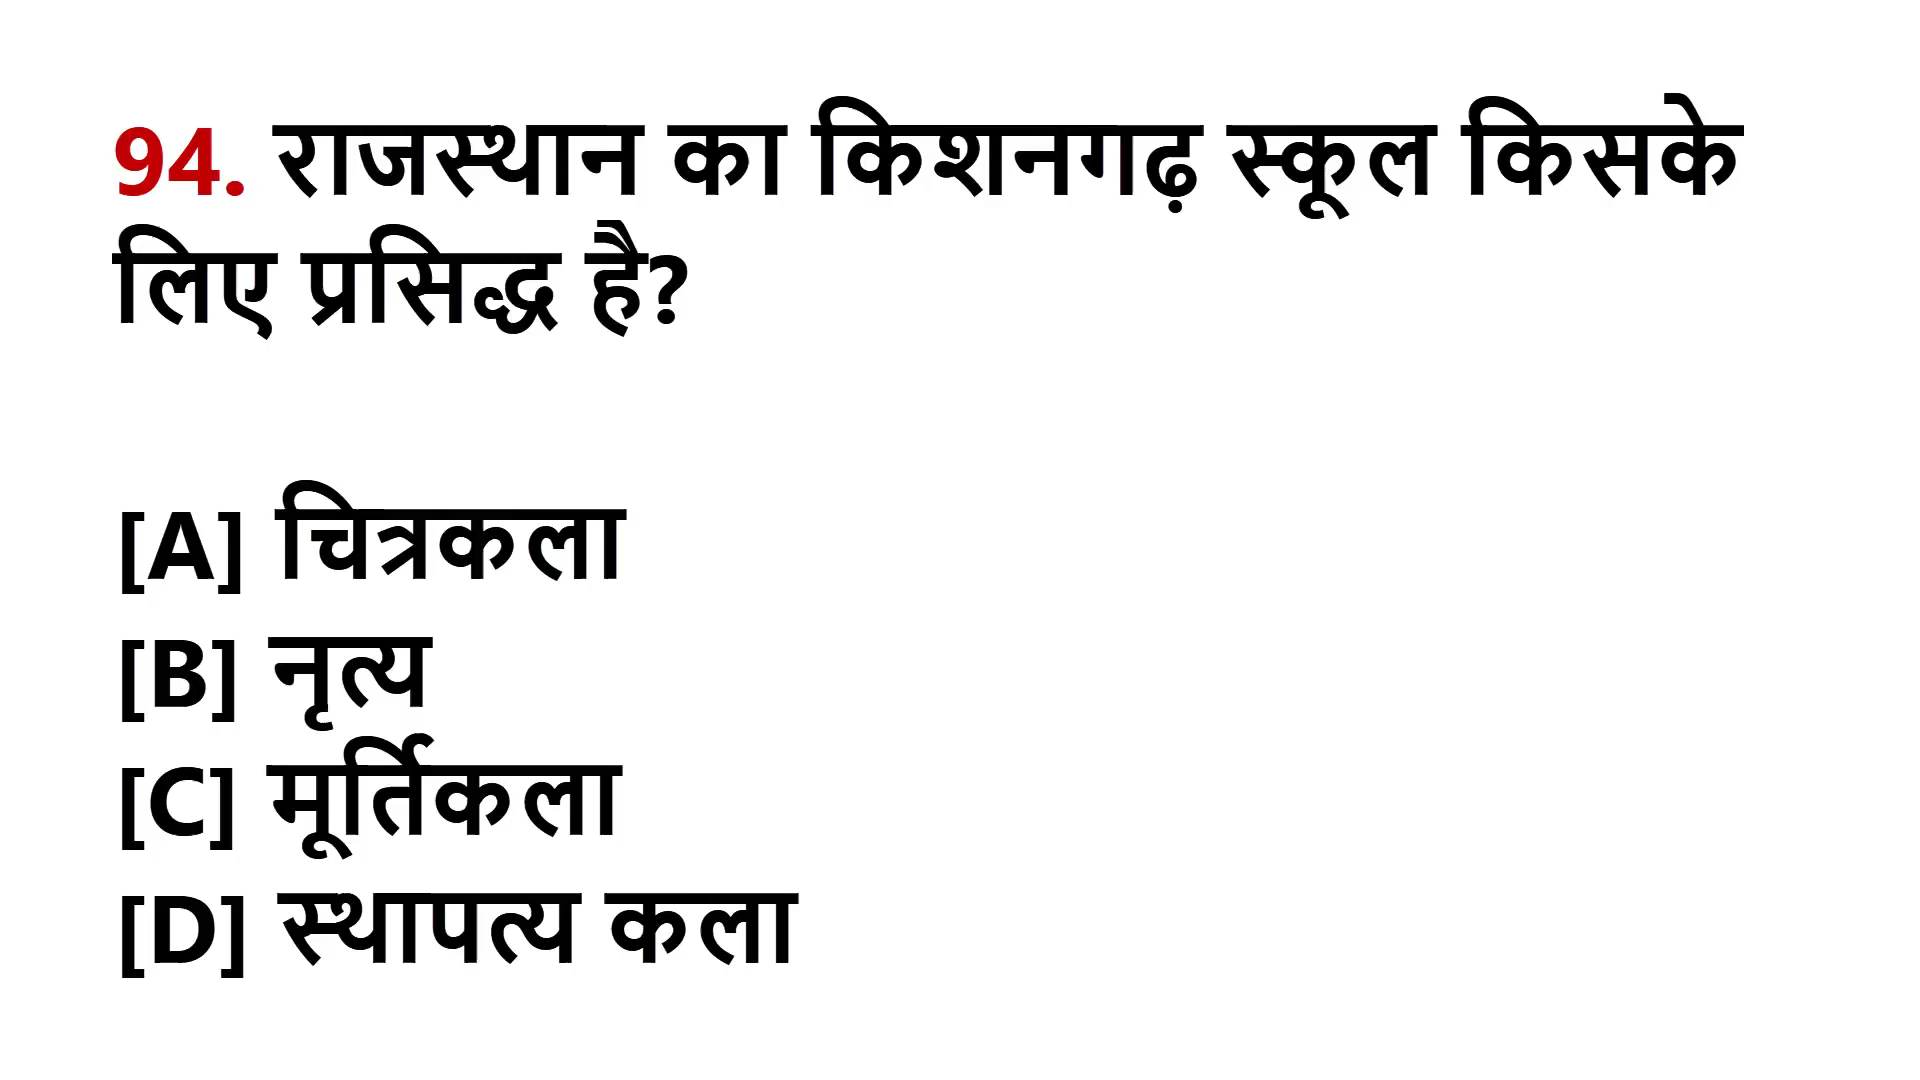 94. राजस्थान का किशनगढ़ स्कूल किसके
लिए प्रसिद्ध है?
[A] चित्रकला
[B] नृत्य
[C] मूर्तिकला
[D] स्थापत्य कला